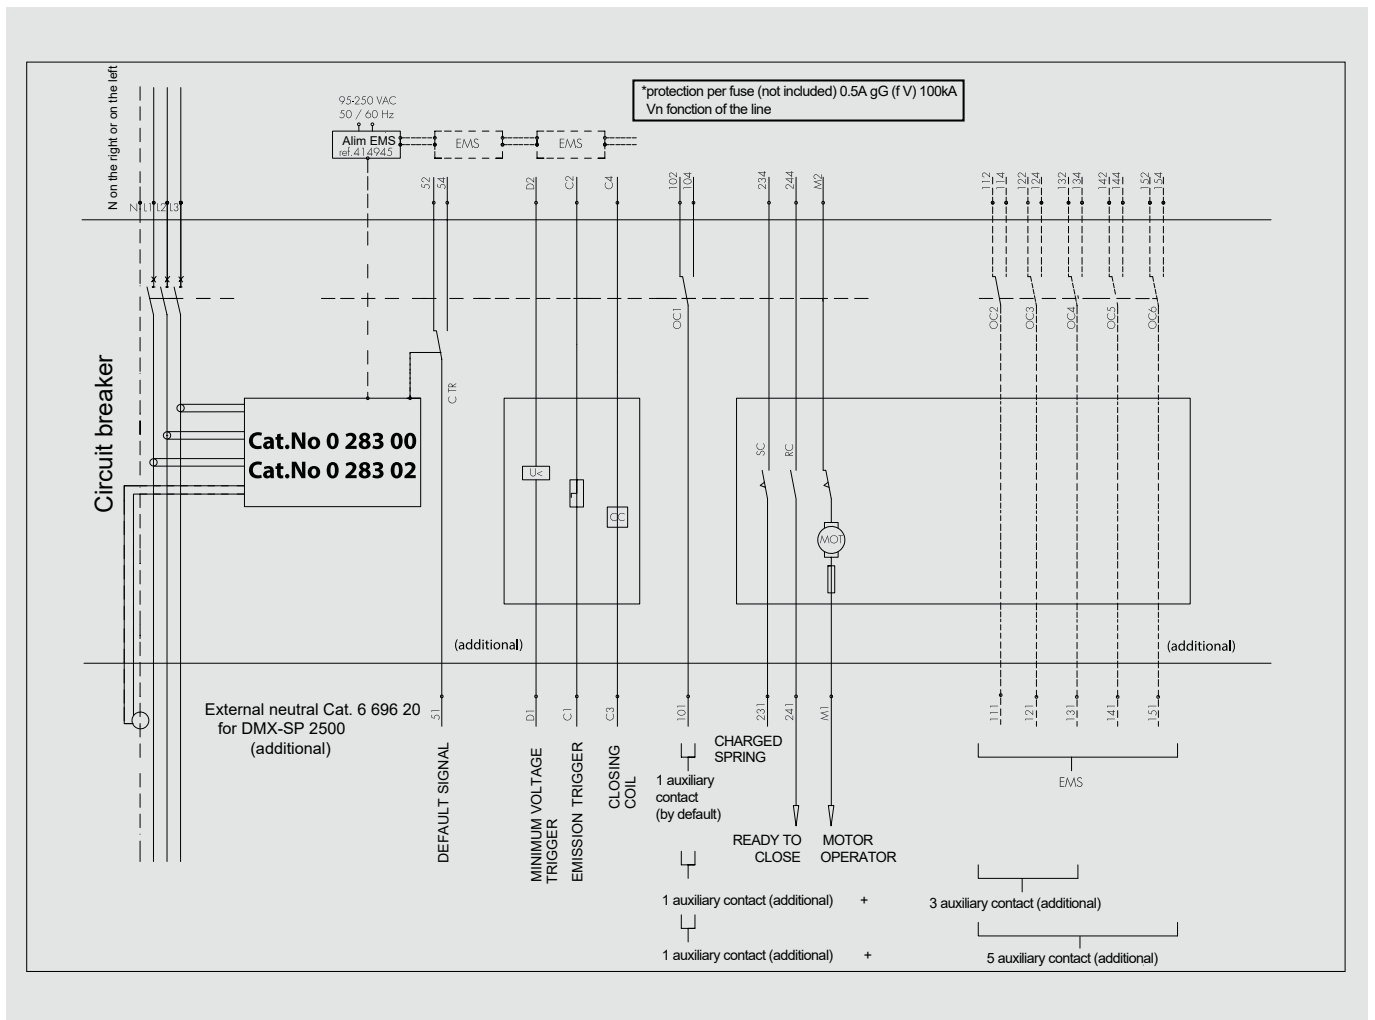 N on the right or on the left
95-250 VAC
50 / 60 Hz
Alim EMS
ref.414945
EMS
EMS
*protection per fuse (not included) 0.5A gG (f V) 100kA
Vn fonction of the line
N L1 L2 L3
52
54
D2
C2
C4
102
104
234
244
M2
112
114
122
124
132
134
142
144
152
154
OC1
OC2
OC3
OC4
OC5
OC6
Circuit breaker
C TR
Cat.No 0 283 00
Cat.No 0 283 02
U<
CC
SC
RC
MOT
(additional)
(additional)
External neutral Cat. 6 696 20
for DMX-SP 2500
(additional)
51
D1
C1
C3
101
231
241
M1
111
121
131
141
151
DEFAULT SIGNAL
MINIMUM VOLTAGE
TRIGGER
EMISSION TRIGGER
CLOSING
COIL
1 auxiliary
contact
(by default)
CHARGED
SPRING
READY TO
CLOSE
MOTOR
OPERATOR
EMS
1 auxiliary contact (additional) + 3 auxiliary contact (additional)
1 auxiliary contact (additional) + 5 auxiliary contact (additional)